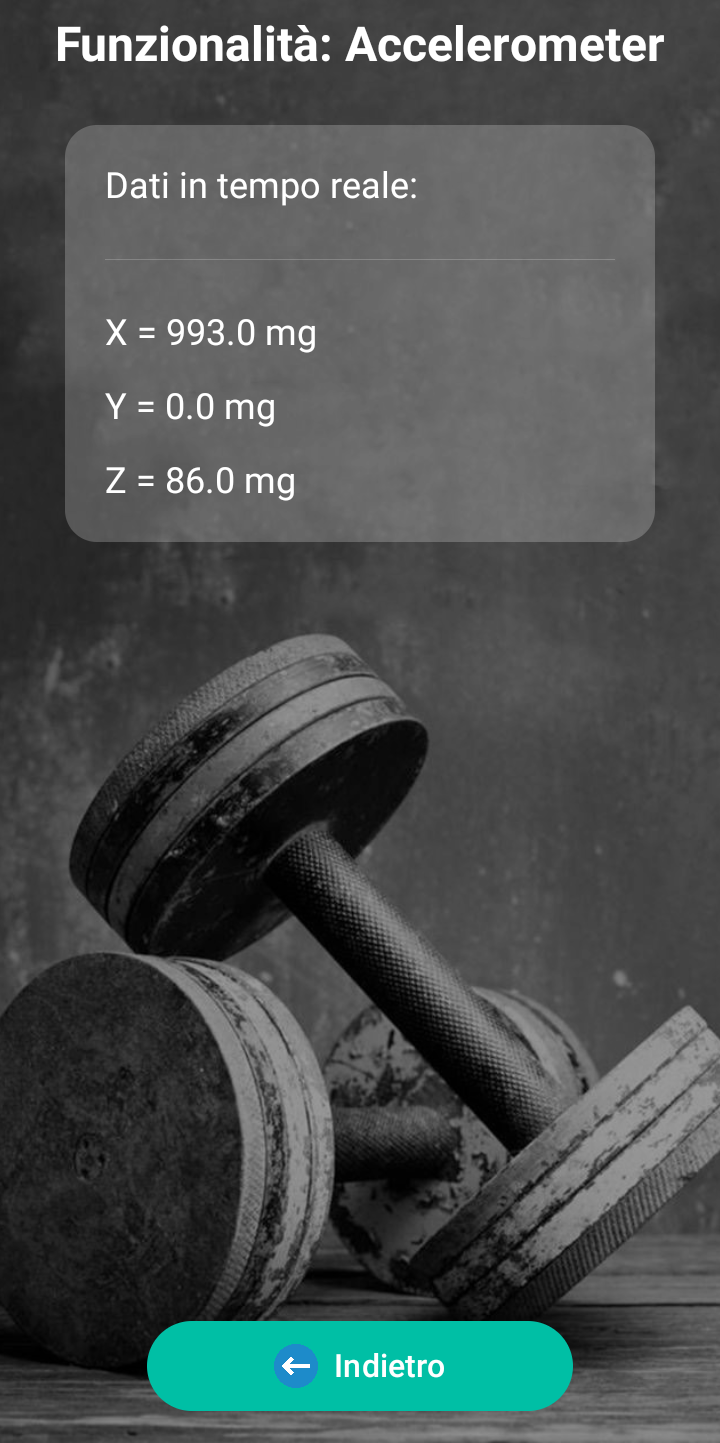 Funzionalità: Accelerometer
Dati in tempo reale:
X = 993.0 mg
Y = 0.0 mg
Z = 86.0 mg
Indietro